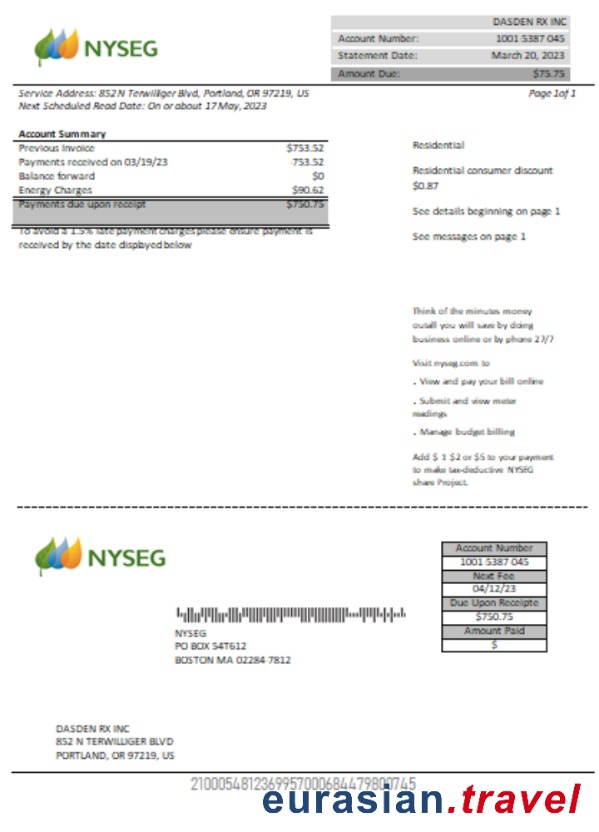 NYSEG
DASDEN RX INC
Account Number: 1001-5387-045
Statement Date: March 20, 2023
Amount Due: $75.75
Service Address: 852 N Terwilliger Blvd, Portland, OR 97219, US
Page 1of 1
Next Scheduled Read Date: On or about 17 May, 2023
Account Summary
Previous Invoice $753.52
Payments received on 03/19/23 -753.52
Balance forward $0
Energy Charges $90.62
Payments due upon receipt $750.75
To avoid a 1.5% late payment charges please ensure payment is
received by the date displayed below
Residential
Residential consumer discount
$0.87
See details beginning on page 1
See messages on page 1
Think of the minutes money
outall you will save by doing
business online or by phone 27/7
Visit nyseg.com to
. View and pay your bill online
. Submit and view meter
readings
. Manage budget billing
Add $ 1 $2 or $5 to your payment
to make tax-deductive NYSEG
share Project.
NYSEG
Account Number
1001-5387-045
Next Fee
04/12/23
Due Upon Receipte
$750.75
Amount Paid
$
NYSEG
PO BOX 54T612
BOSTON MA 02284-7812
DASDEN RX INC
852 N TERWILLIGER BLVD
PORTLAND, OR 97219, US
2100054812369957000684479800745
eurasian.travel